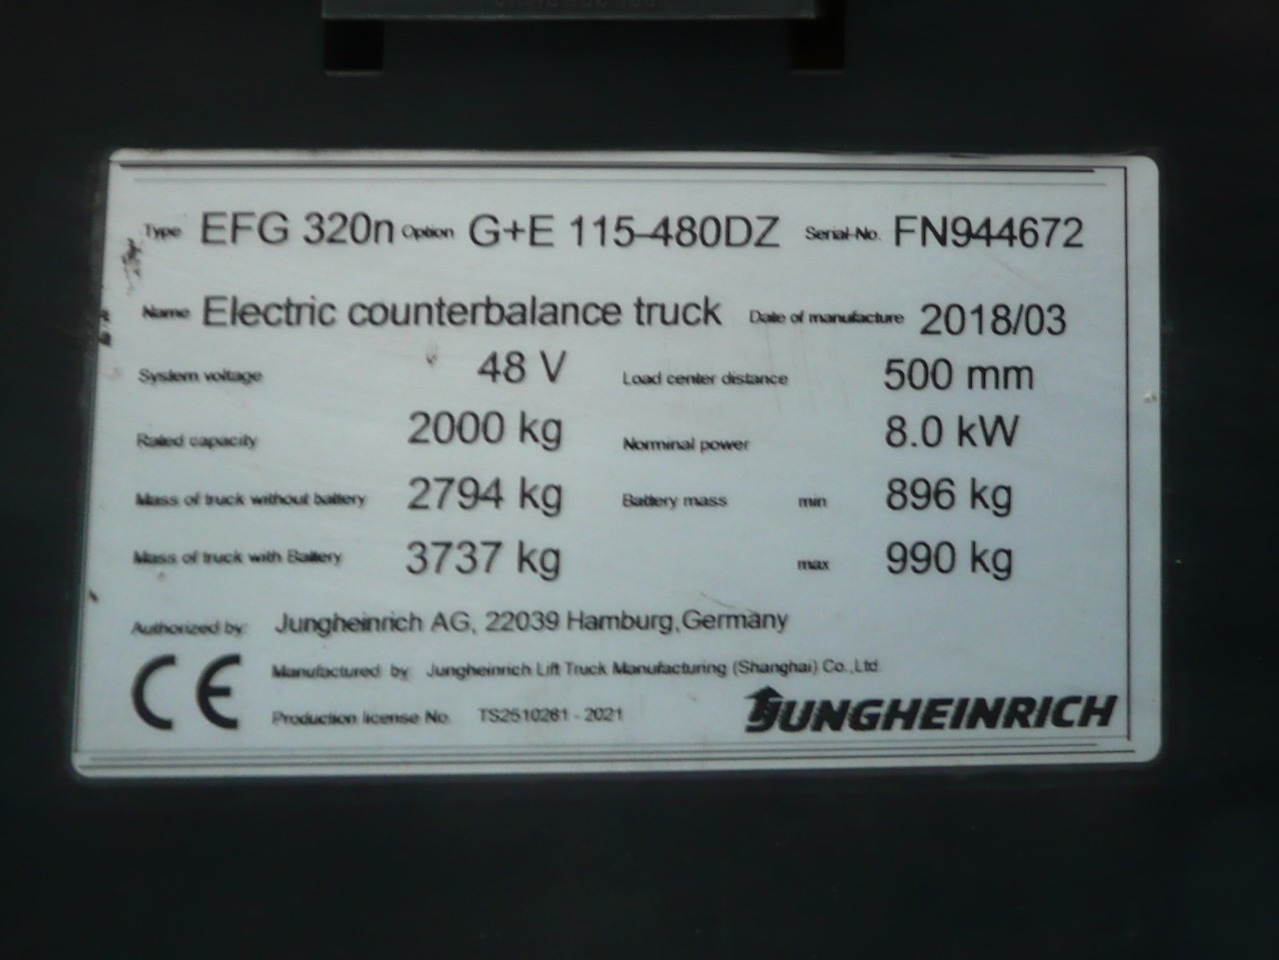 Type EFG 320n Option G+E 115-480DZ Serial-No. FN944672
Name Electric counterbalance truck Date of manufacture 2018/03
System voltage 48 V Load center distance 500 mm
Rated capacity 2000 kg Norminal power 8.0 kW
Mass of truck without battery 2794 kg Battery mass min 896 kg
Mass of truck with Battery 3737 kg max 990 kg
Authorized by: Jungheinrich AG, 22039 Hamburg,Germany
CE Manufactured by: Jungheinrich Lift Truck Manufacturing (Shanghai) Co.,Ltd.
Production license No. TS2510261 - 2021
JUNGHEINRICH